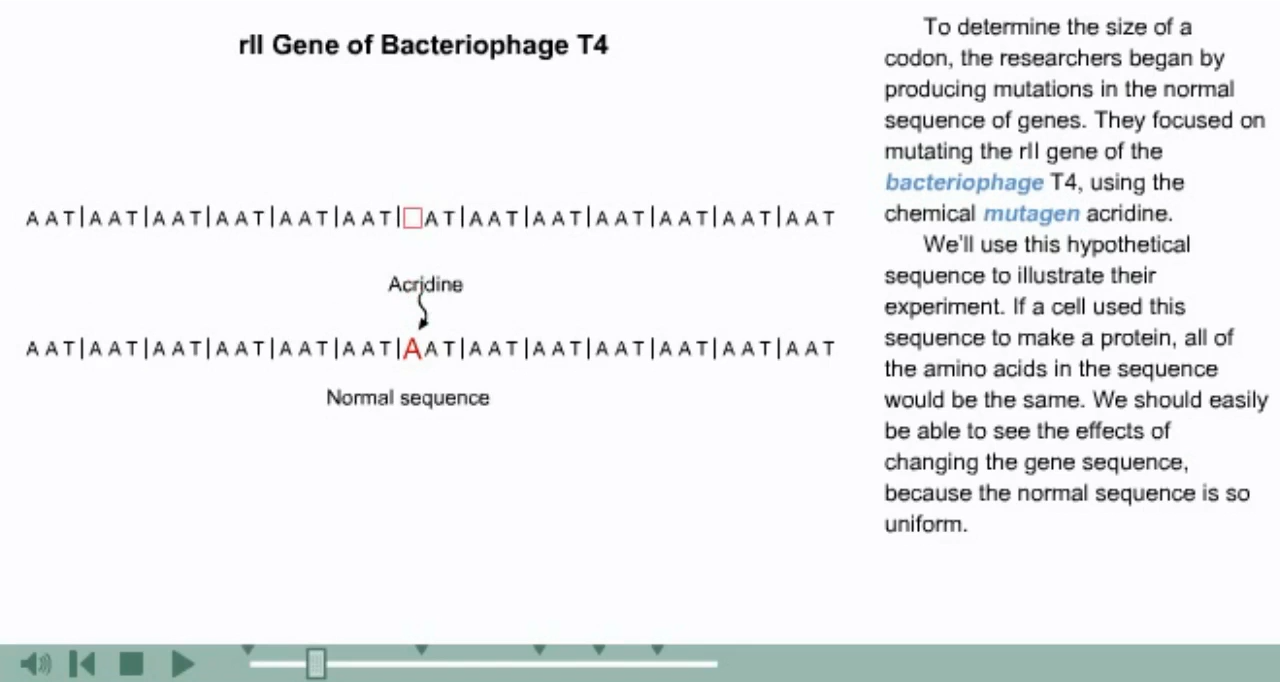 rII Gene of Bacteriophage T4
A A T|A A T|A A T|A A T|A A T|A A T|□A T|A A T|A A T|A A T|A A T|A A T|A A T
Acridine
A A T|A A T|A A T|A A T|A A T|A A T|A A T|A A T|A A T|A A T|A A T|A A T|A A T
Normal sequence
To determine the size of a
codon, the researchers began by
producing mutations in the normal
sequence of genes. They focused on
mutating the rII gene of the
bacteriophage T4, using the
chemical mutagen acridine.
We'll use this hypothetical
sequence to illustrate their
experiment. If a cell used this
sequence to make a protein, all of
the amino acids in the sequence
would be the same. We should easily
be able to see the effects of
changing the gene sequence,
because the normal sequence is so
uniform.